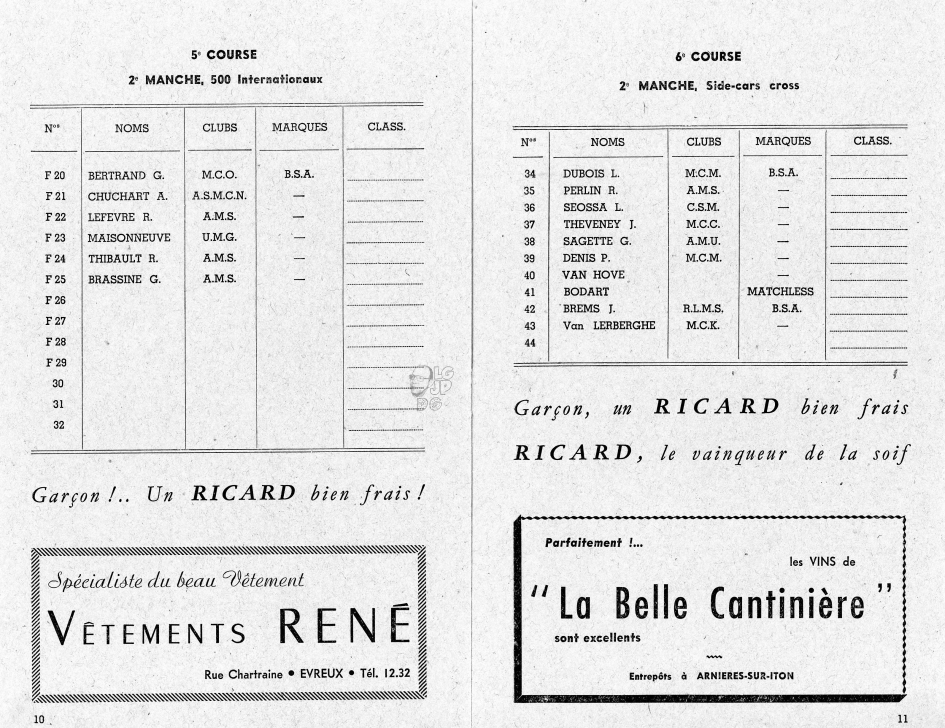 5e COURSE
2e MANCHE, 500 Internationaux
Nos NOMS CLUBS MARQUES CLASS.
F 20 BERTRAND G. M.C.O. B.S.A.
F 21 CHUCHART A. A.S.M.C.N. —
F 22 LEFEVRE R. A.M.S. —
F 23 MAISONNEUVE U.M.G. —
F 24 THIBAULT R. A.M.S. —
F 25 BRASSINE G. A.M.S. —
F 26
F 27
F 28
F 29
30
31
32
Garçon !.. Un RICARD bien frais !
Spécialiste du beau Vêtement
VÊTEMENTS RENÉ
Rue Chartraine • EVREUX • Tél. 12.32
10
6e COURSE
2e MANCHE, Side-cars cross
Nos NOMS CLUBS MARQUES CLASS.
34 DUBOIS L. M.C.M. B.S.A.
35 PERLIN R. A.M.S. —
36 SEOSSA L. C.S.M. —
37 THEVENEY J. M.C.C. —
38 SAGETTE G. A.M.U. —
39 DENIS P. M.C.M. —
40 VAN HOVE —
41 BODART MATCHLESS
42 BREMS J. R.L.M.S. B.S.A.
43 Van LERBERGHE M.C.K. —
44
Garçon, un RICARD bien frais
RICARD, le vainqueur de la soif
Parfaitement !...
les VINS de
" La Belle Cantinière "
sont excellents
Entrepôts à ARNIERES-SUR-ITON
11
LG
JP
DG